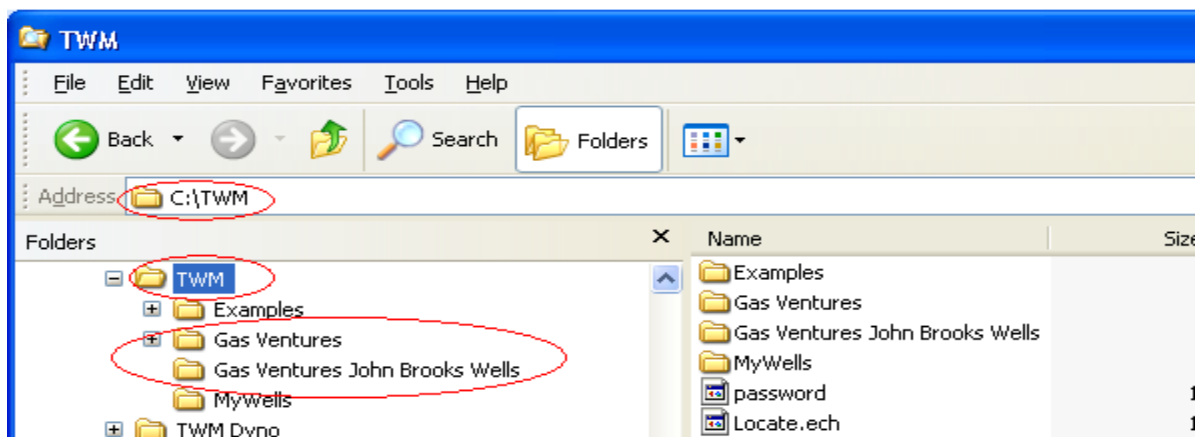 TWM
File Edit View Favorites Tools Help
Back Search Folders
Address C:\TWM
Folders Name Size
TWM
Examples
Gas Ventures
Gas Ventures John Brooks Wells
MyWells
TWM Dyno
Examples
Gas Ventures
Gas Ventures John Brooks Wells
MyWells
password 1
Locate.ech 1